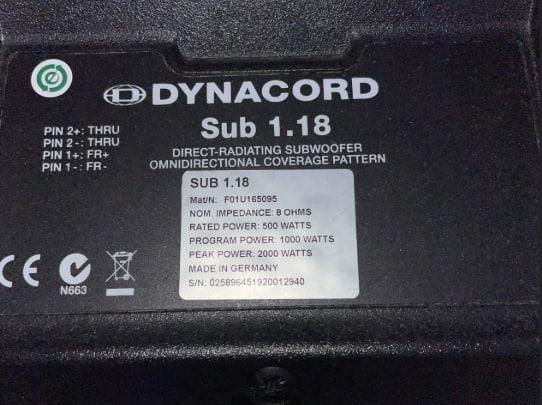 DYNACORD
Sub 1.18
DIRECT-RADIATING SUBWOOFER
OMNIDIRECTIONAL COVERAGE PATTERN
PIN 2+: THRU
PIN 2-: THRU
PIN 1+: FR+
PIN 1-: FR-
SUB 1.18
Mat/N: F01U165095
NOM. IMPEDANCE: 8 OHMS
RATED POWER: 500 WATTS
PROGRAM POWER: 1000 WATTS
PEAK POWER: 2000 WATTS
MADE IN GERMANY
S/N: 025896451920012940
CE
N663